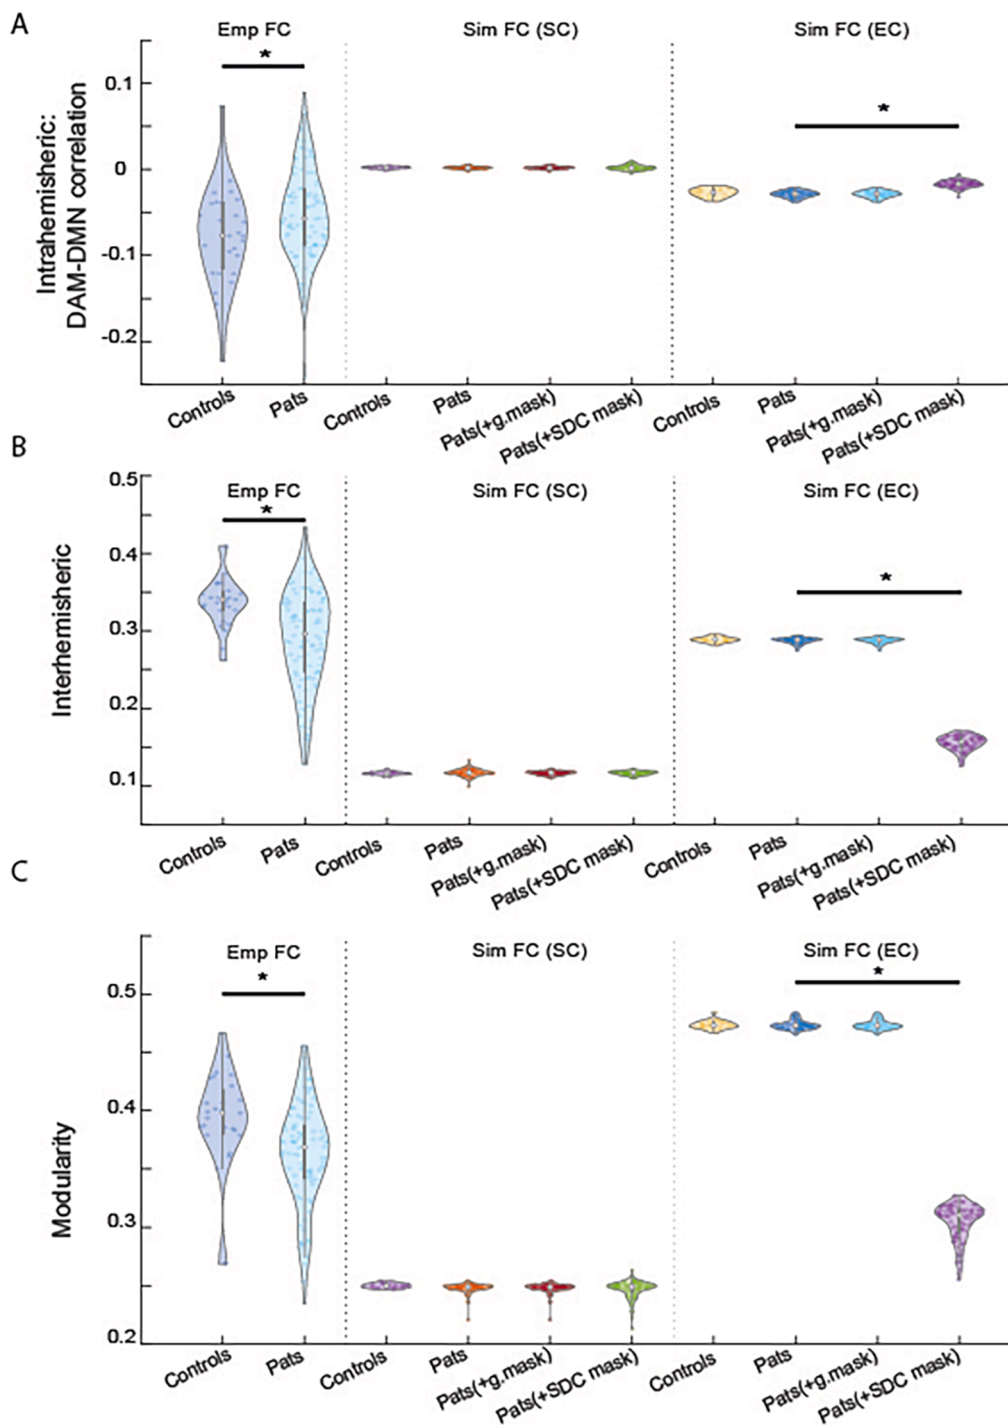 A
Emp FC
Sim FC (SC)
Sim FC (EC)
*
*
Intrahemisheric:
DAM-DMN correlation
0.1
0
-0.1
-0.2
Controls
Pats
Controls
Pats
Pats(+g.mask)
Pats(+SDC mask)
Controls
Pats
Pats(+g.mask)
Pats(+SDC mask)
B
Emp FC
Sim FC (SC)
Sim FC (EC)
*
*
Interhemisheric
0.5
0.4
0.3
0.2
0.1
Controls
Pats
Controls
Pats
Pats(+g.mask)
Pats(+SDC mask)
Controls
Pats
Pats(+g.mask)
Pats(+SDC mask)
C
Emp FC
Sim FC (SC)
Sim FC (EC)
*
*
Modularity
0.5
0.4
0.3
0.2
Controls
Pats
Controls
Pats
Pats(+g.mask)
Pats(+SDC mask)
Controls
Pats
Pats(+g.mask)
Pats(+SDC mask)